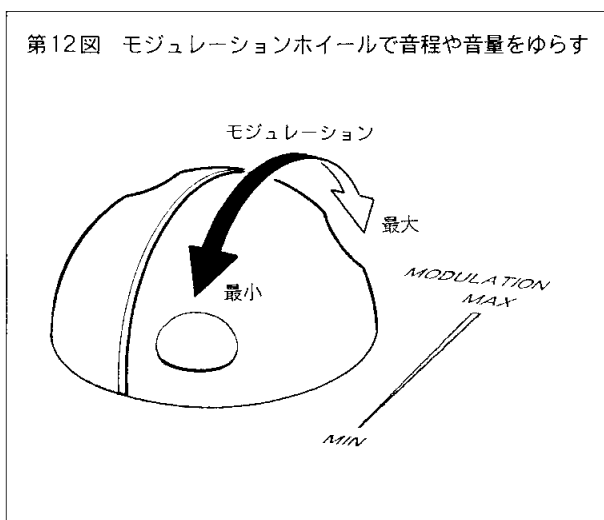 第12図 モジュレーションホイールで音程や音量をゆらす
モジュレーション
最大
最小
MODULATION
MAX
MIN